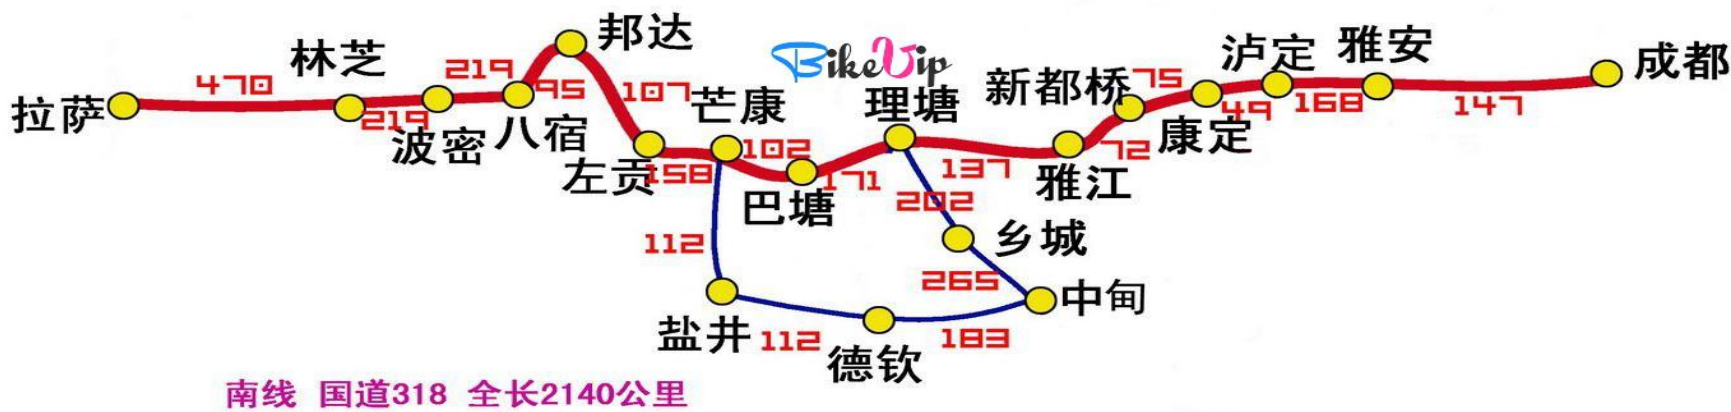 邦达
BikeVip
泸定 雅安
林芝
219
成都
470
95
107
芒康
理塘
新都桥
75
拉萨
219
49
168
147
波密
八宿
102
72
康定
左贡
158
171
137
雅江
巴塘
202
112
乡城
265
中甸
盐井
112
德钦
183
南线 国道318 全长2140公里